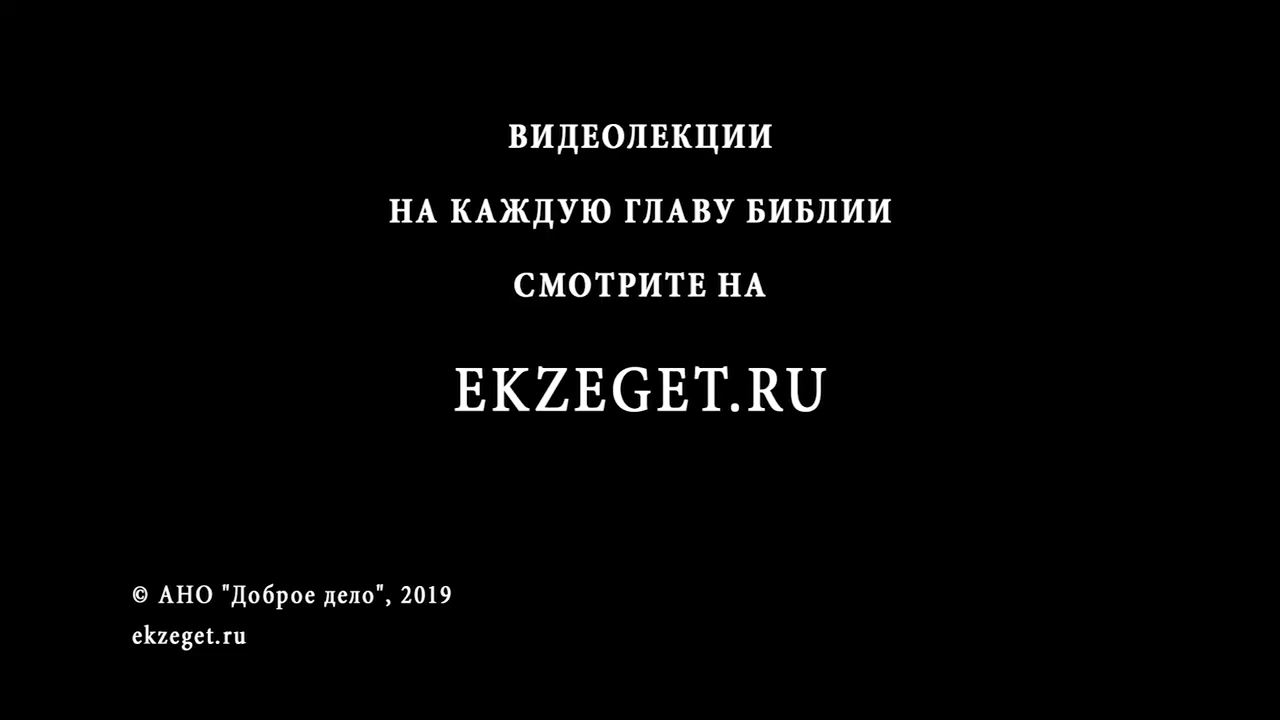 ВИДЕОЛЕКЦИИ
НА КАЖДУЮ ГЛАВУ БИБЛИИ
СМОТРИТЕ НА
EKZEGET.RU
© АНО "Доброе дело", 2019
ekzeget.ru